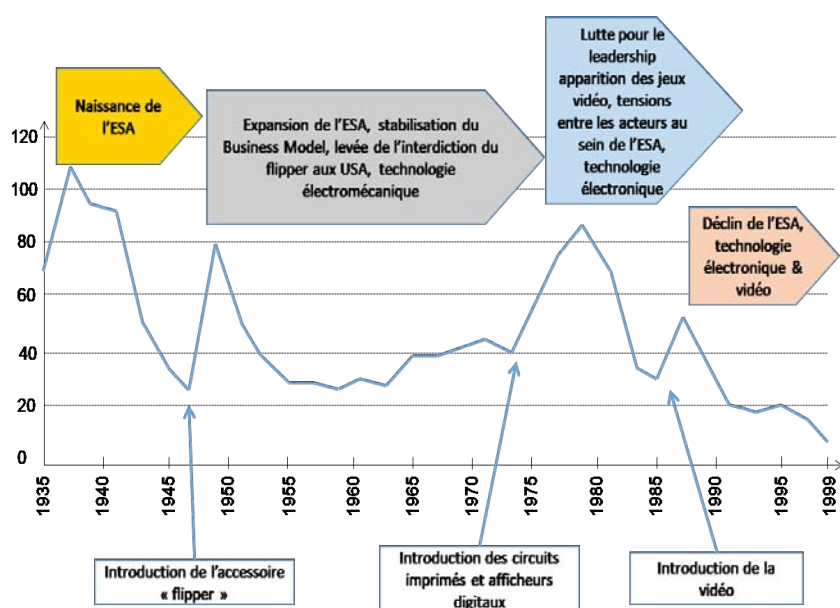 Naissance de
l'ESA
Expansion de l'ESA, stabilisation du
Business Model, levée de l'interdiction du
flipper aux USA, technologie
électromécanique
Lutte pour le
leadership
apparition des jeux
vidéo, tensions
entre les acteurs au
sein de l'ESA,
technologie
électronique
Déclin de l'ESA,
technologie
électronique &
vidéo
120
100
80
60
40
20
0
1935
1940
1945
1950
1955
1960
1965
1970
1975
1980
1985
1990
1995
1999
Introduction de l'accessoire
« flipper »
Introduction des circuits
imprimés et afficheurs
digitaux
Introduction de la
vidéo